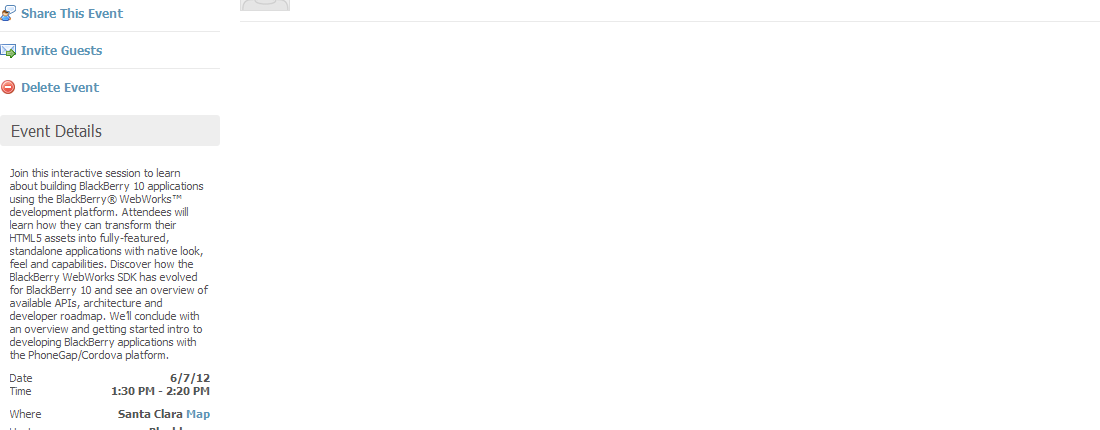 Share This Event
Invite Guests
Delete Event
Event Details
Join this interactive session to learn
about building BlackBerry 10 applications
using the BlackBerry® WebWorks™
development platform. Attendees will
learn how they can transform their
HTML5 assets into fully-featured,
standalone applications with native look,
feel and capabilities. Discover how the
BlackBerry WebWorks SDK has evolved
for BlackBerry 10 and see an overview of
available APIs, architecture and
developer roadmap. We'll conclude with
an overview and getting started intro to
developing BlackBerry applications with
the PhoneGap/Cordova platform.
Date 6/7/12
Time 1:30 PM - 2:20 PM
Where Santa Clara Map